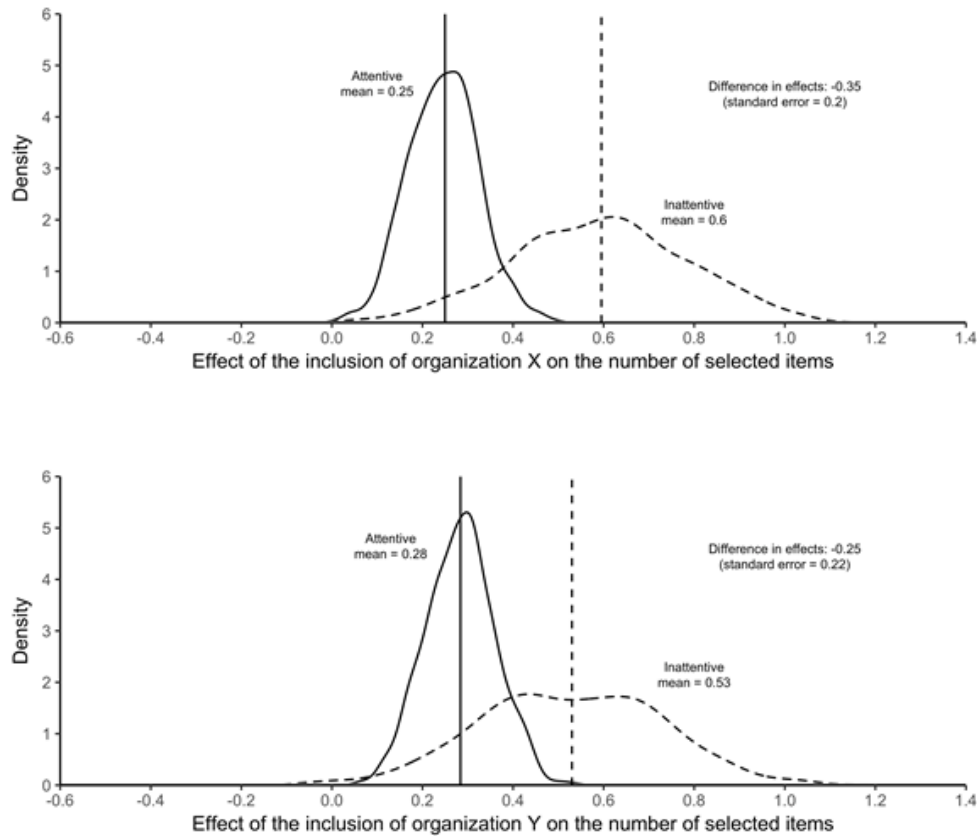 6
5
4
3
2
1
0
Density
Attentive
mean = 0.25
Difference in effects: -0.35
(standard error = 0.2)
Inattentive
mean = 0.6
-0.6 -0.4 -0.2 0.0 0.2 0.4 0.6 0.8 1.0 1.2 1.4
Effect of the inclusion of organization X on the number of selected items
6
5
4
3
2
1
0
Density
Attentive
mean = 0.28
Difference in effects: -0.25
(standard error = 0.22)
Inattentive
mean = 0.53
-0.6 -0.4 -0.2 0.0 0.2 0.4 0.6 0.8 1.0 1.2 1.4
Effect of the inclusion of organization Y on the number of selected items